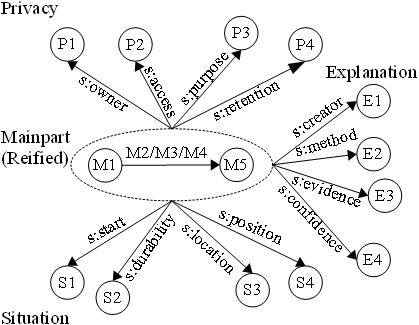 Privacy
P1
P2
P3
P4
s:owner
s:access
s:purpose
s:retention
Explanation
Mainpart
(Reified)
M1
M2/M3/M4
M5
s:creator
s:method
s:evidence
s:confidence
E1
E2
E3
E4
s:start
s:durability
s:location
s:position
S1
S2
S3
S4
Situation